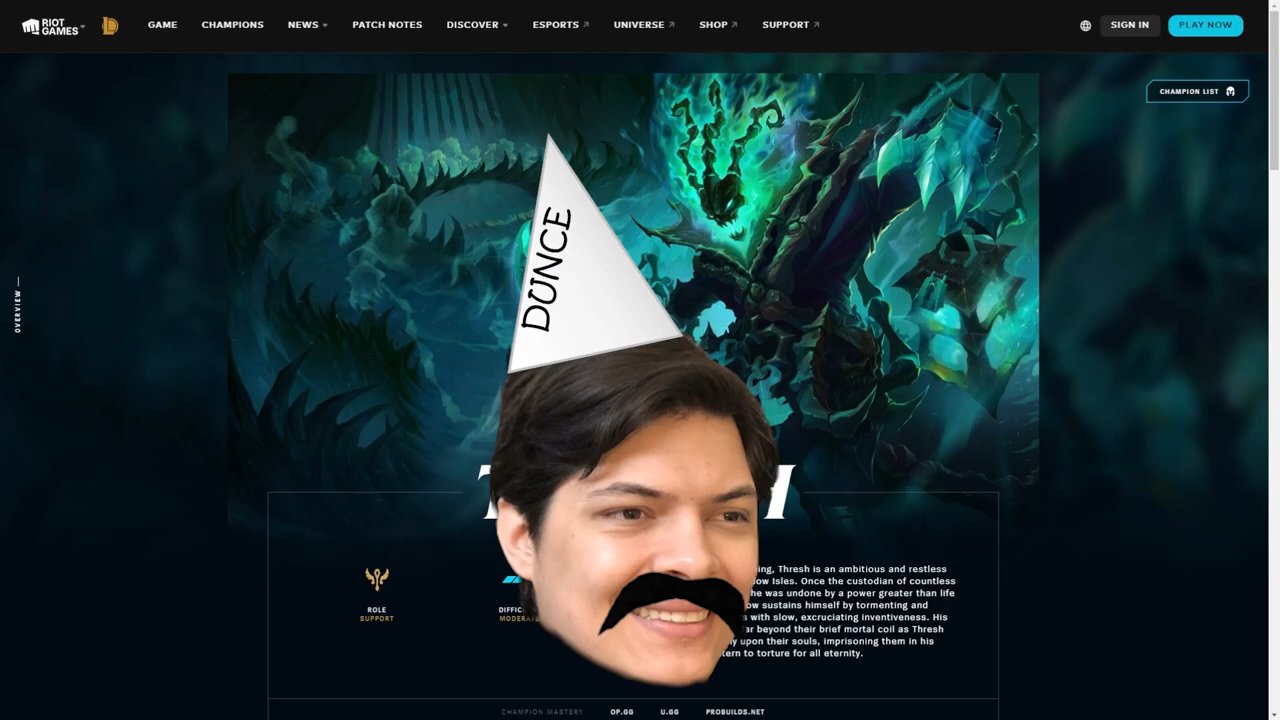 RIOT GAMES
GAME
CHAMPIONS
NEWS
PATCH NOTES
DISCOVER
ESPORTS
UNIVERSE
SHOP
SUPPORT
SIGN IN
PLAY NOW
CHAMPION LIST
OVERVIEW
DUNCE
ROLE
SUPPORT
MODERATE
Thresh is an ambitious and restless
Isles. Once the custodian of countless
he was undone by a power greater than life
sustains himself by tormenting and
with slow, excruciating inventiveness. His
beyond their brief mortal coil as Thresh
upon their souls, imprisoning them in his
to torture for all eternity.
CHAMPION MASTERY
OP.GG
U.GG
PROBUILDS.NET